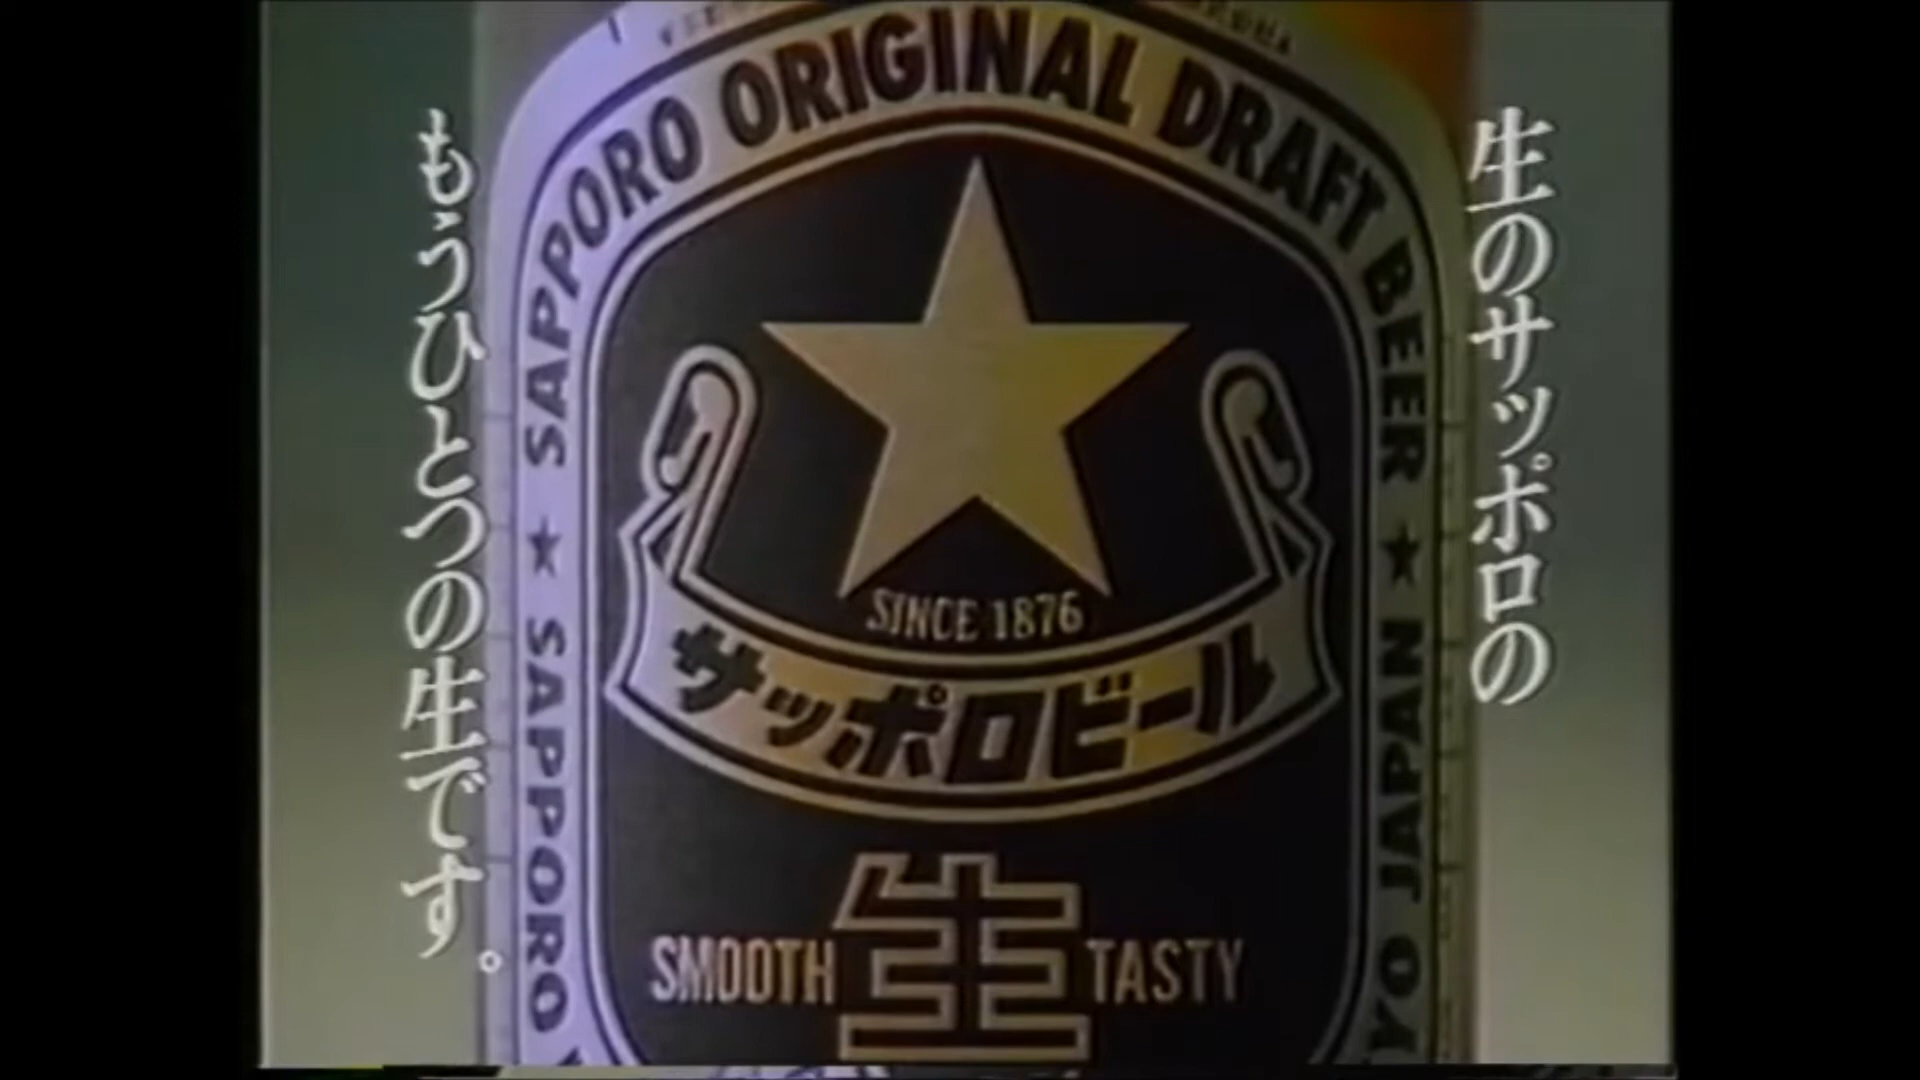 生のサッポロの
もうひとつの生です。
SAPPORO ORIGINAL DRAFT BEER
SINCE 1876
サッポロビール
生
SMOOTH TASTY
★ SAPPORO
★ JAPAN